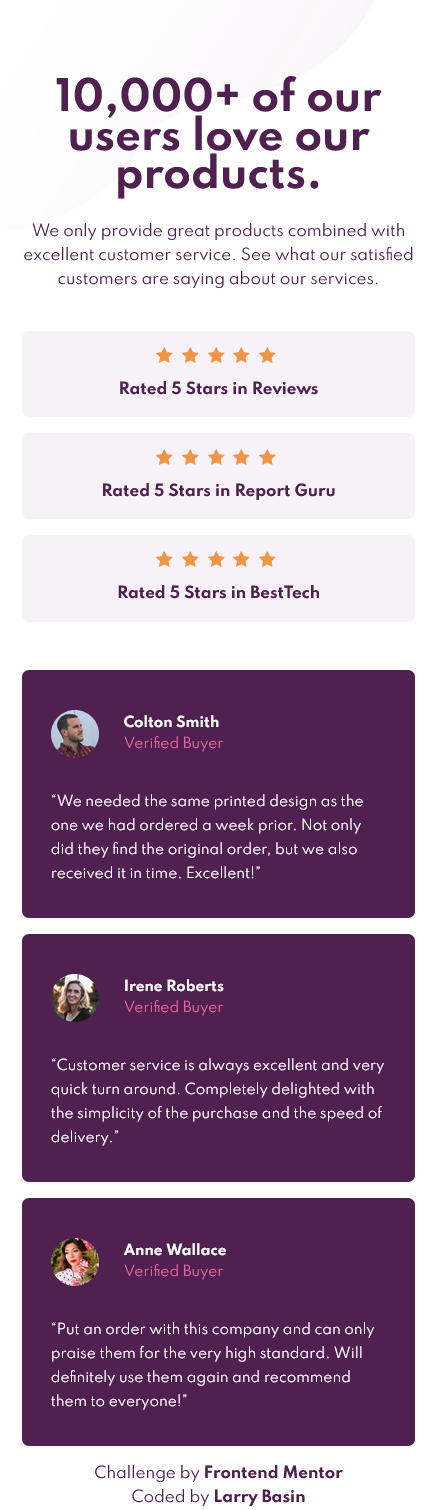 10,000+ of our
users love our
products.
We only provide great products combined with
excellent customer service. See what our satisfied
customers are saying about our services.
Rated 5 Stars in Reviews
Rated 5 Stars in Report Guru
Rated 5 Stars in BestTech
Colton Smith
Verified Buyer
“We needed the same printed design as the
one we had ordered a week prior. Not only
did they find the original order, but we also
received it in time. Excellent!”
Irene Roberts
Verified Buyer
“Customer service is always excellent and very
quick turn around. Completely delighted with
the simplicity of the purchase and the speed of
delivery.”
Anne Wallace
Verified Buyer
“Put an order with this company and can only
praise them for the very high standard. Will
definitely use them again and recommend
them to everyone!”
Challenge by Frontend Mentor
Coded by Larry Basin